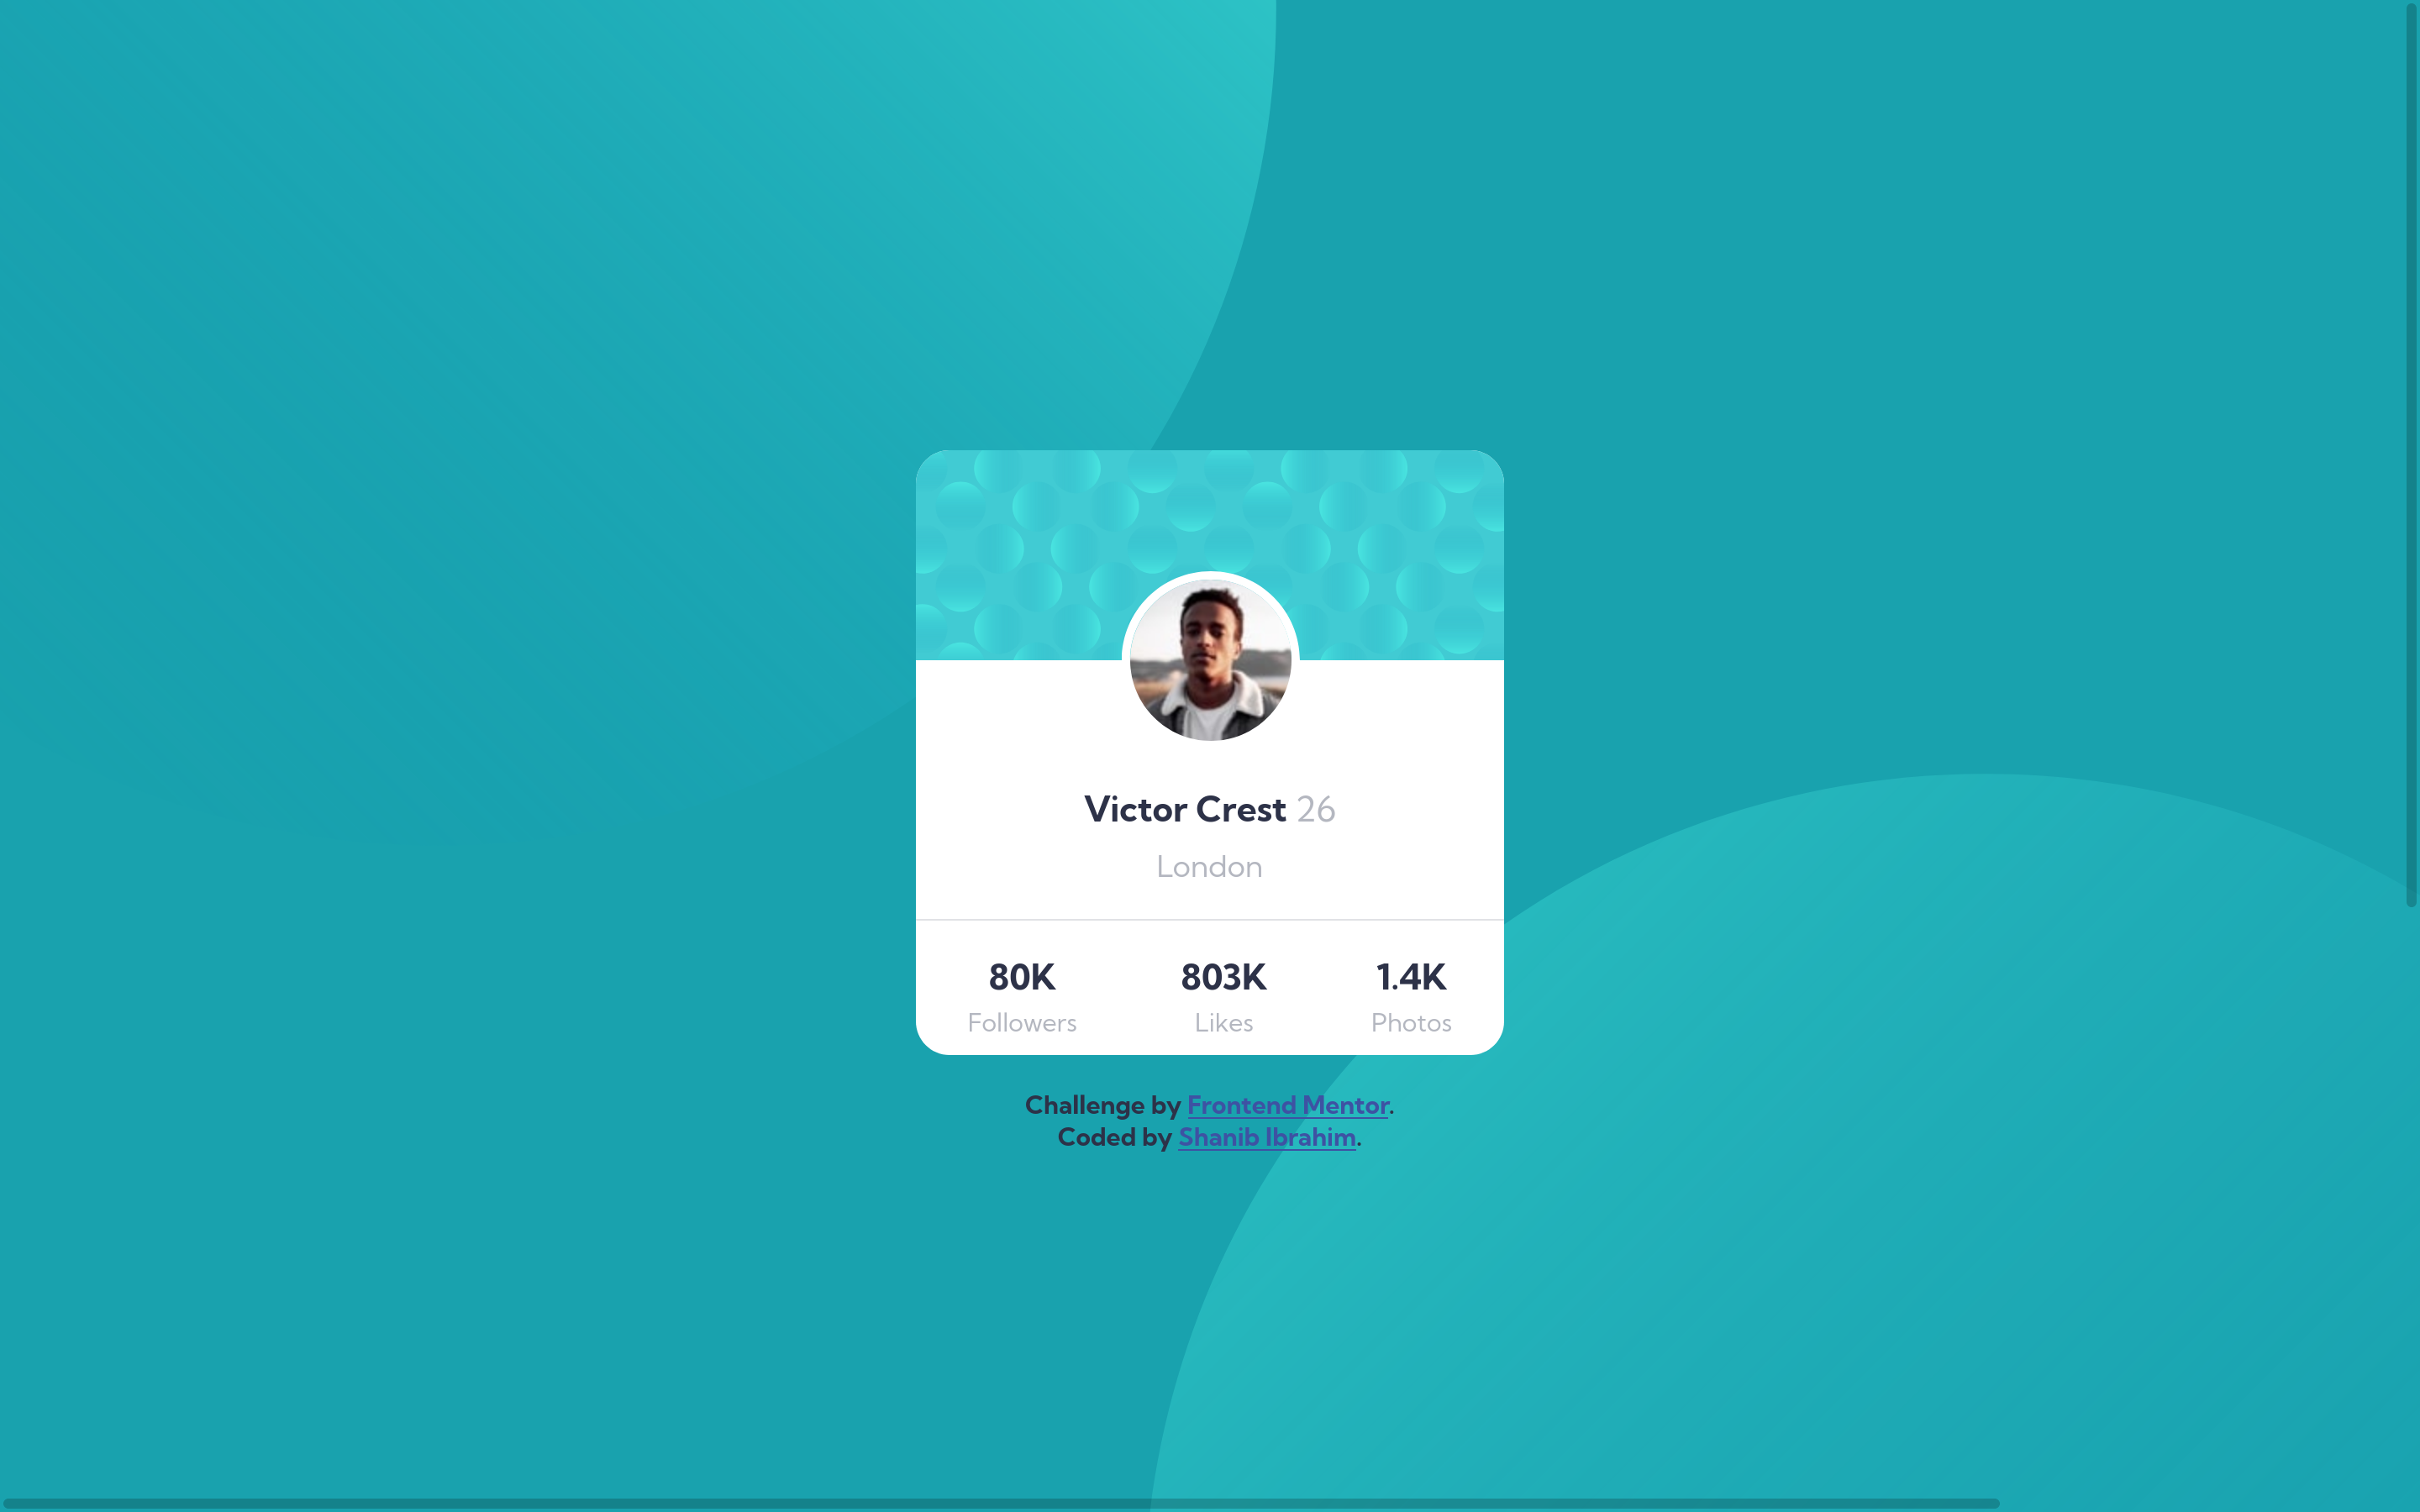 Victor Crest 26
London
80K 803K 1.4K
Followers Likes Photos
Challenge by Frontend Mentor.
Coded by Shanib Ibrahim.